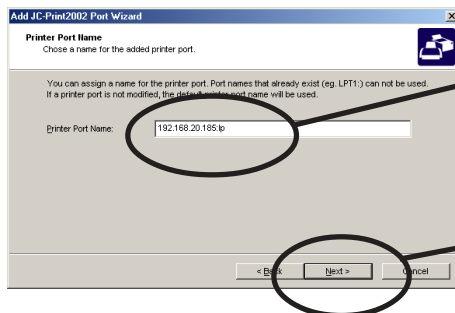 Add JC-Print2002 Port Wizard
Printer Port Name
Chose a name for the added printer port.
You can assign a name for the printer port. Port names that already exist (eg. LPT1:) can not be used.
If a printer port is not modified, the default printer port name will be used.
Printer Port Name:
192.168.20.185:lp
< Back
Next >
Cancel